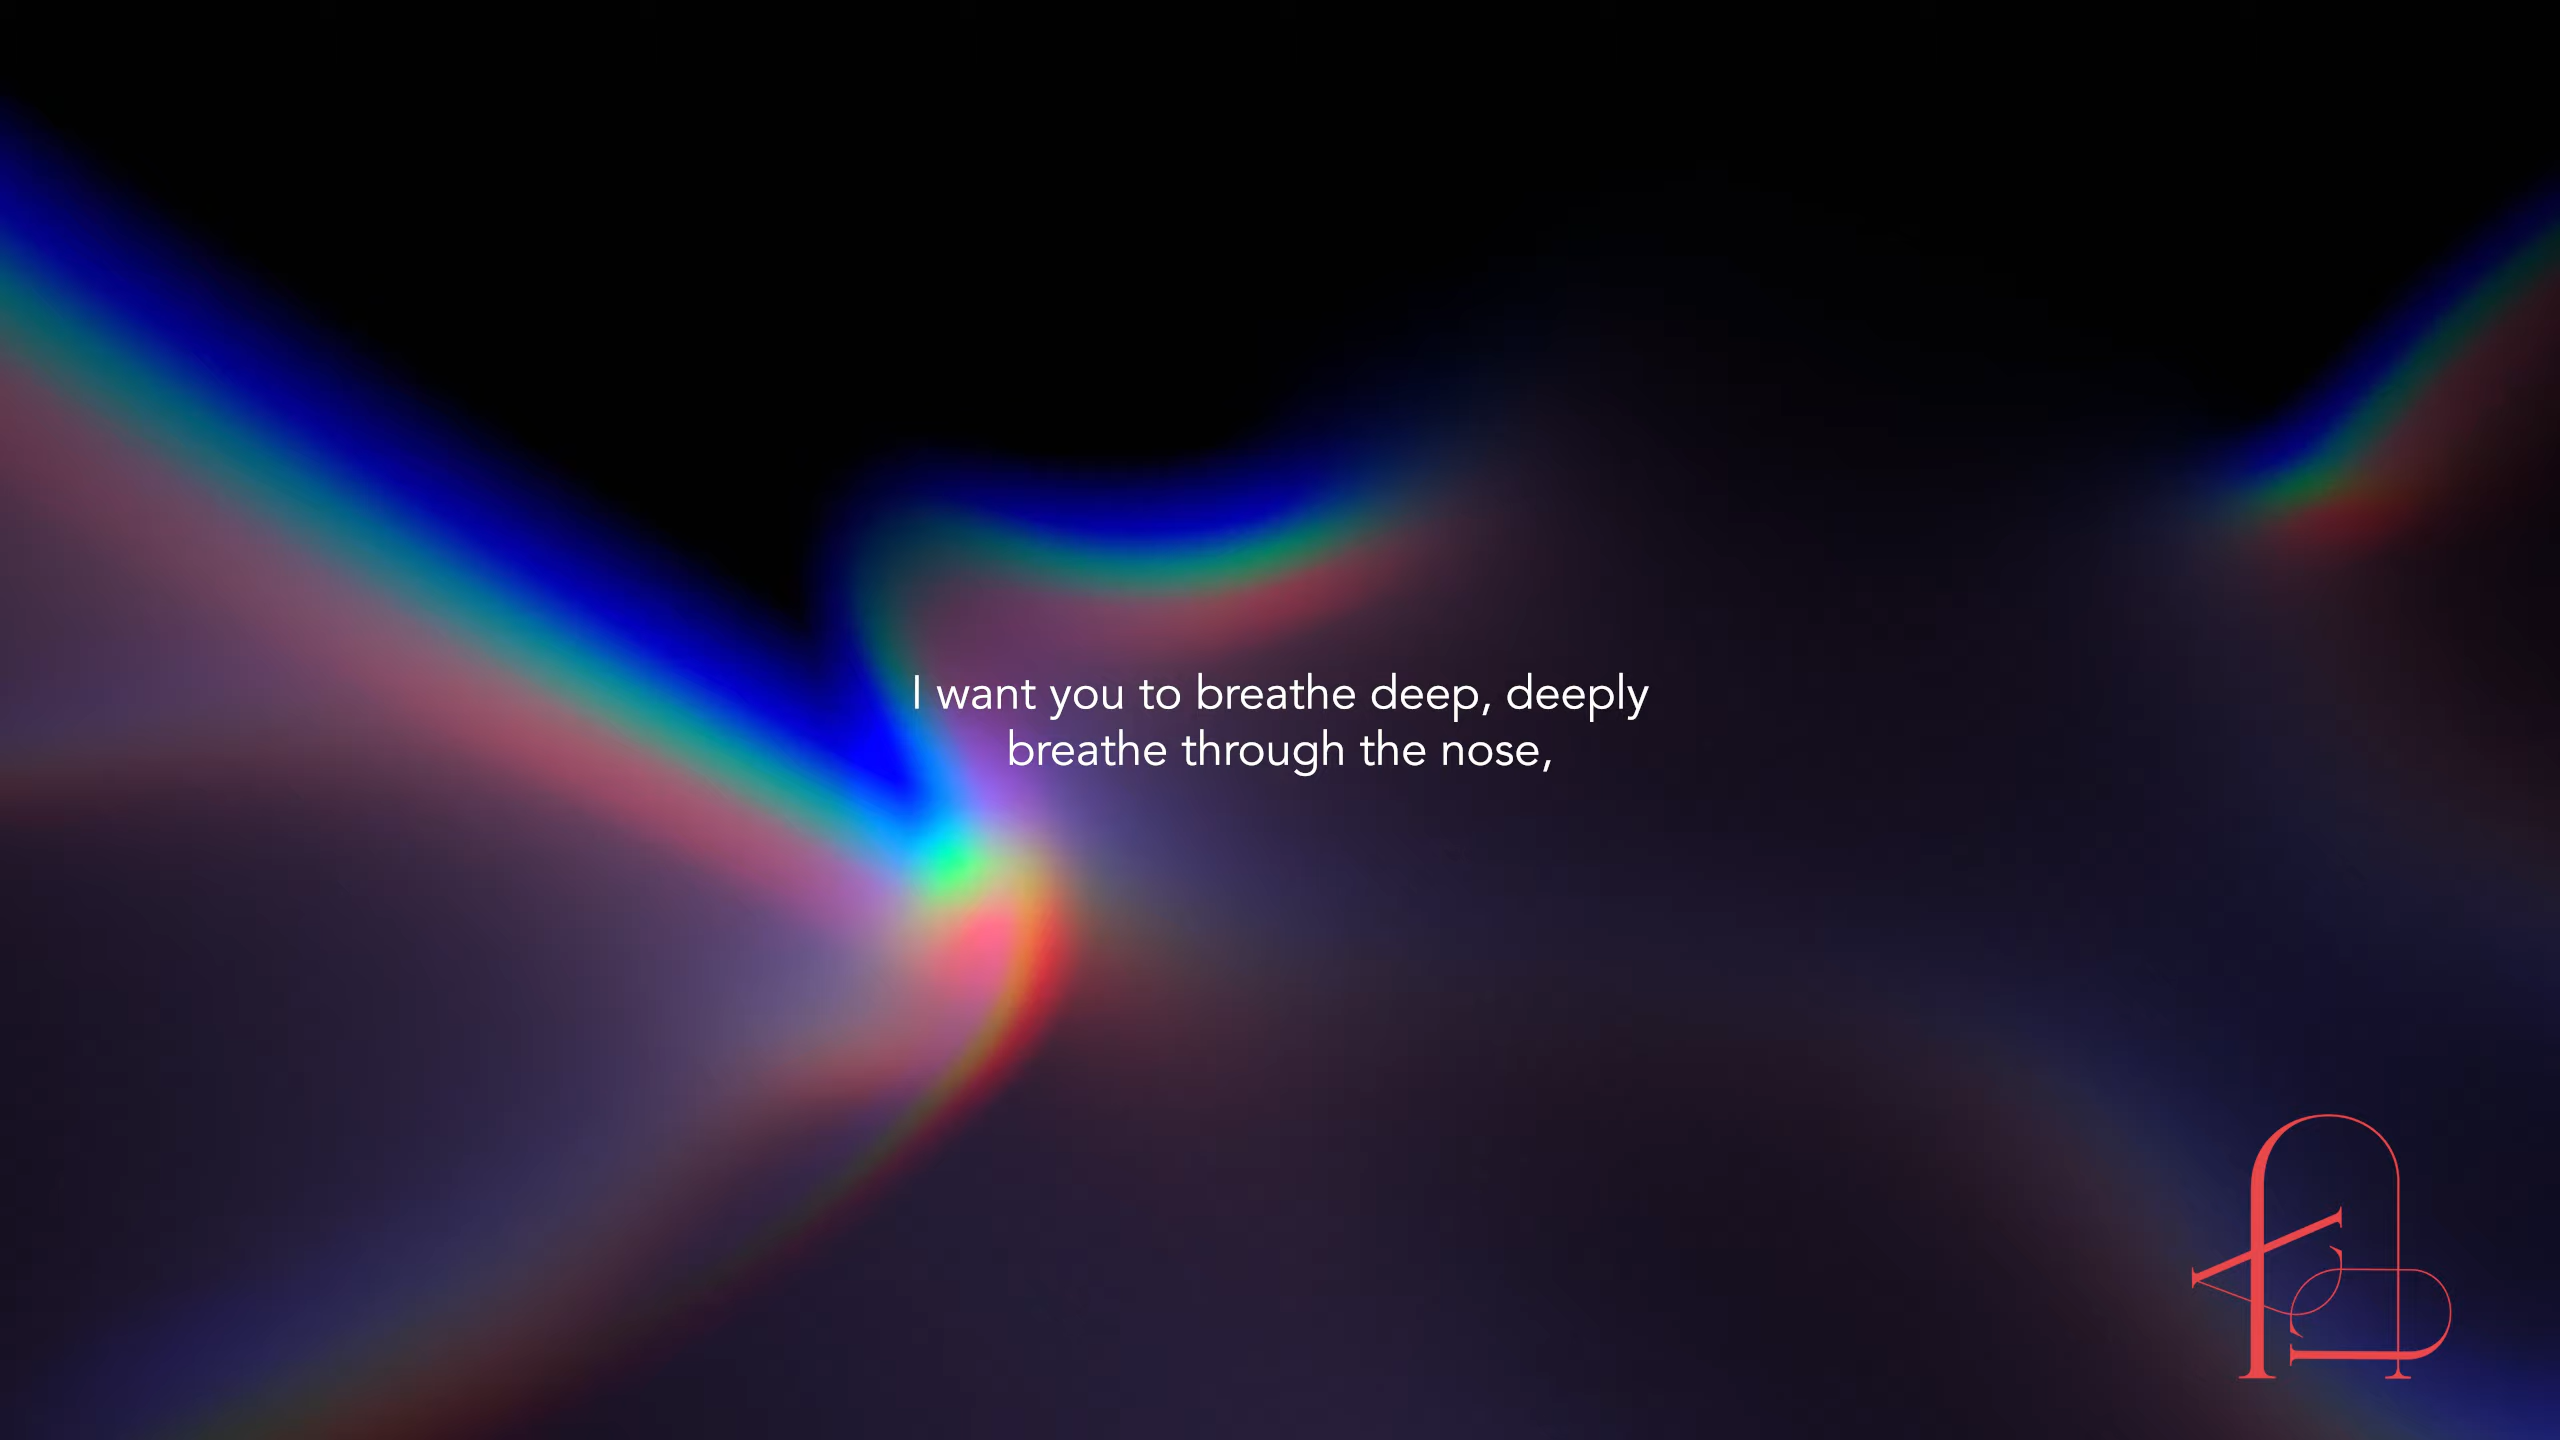 I want you to breathe deep, deeply
breathe through the nose,